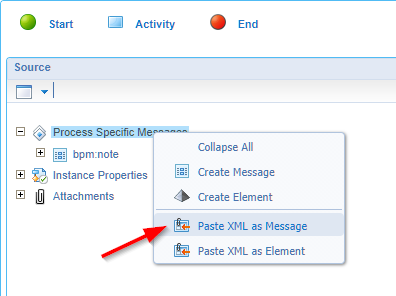 Start Activity End
Source
Process Specific Messages
Collapse All
bpm:note
Create Message
Instance Properties
Create Element
Attachments
Paste XML as Message
Paste XML as Element